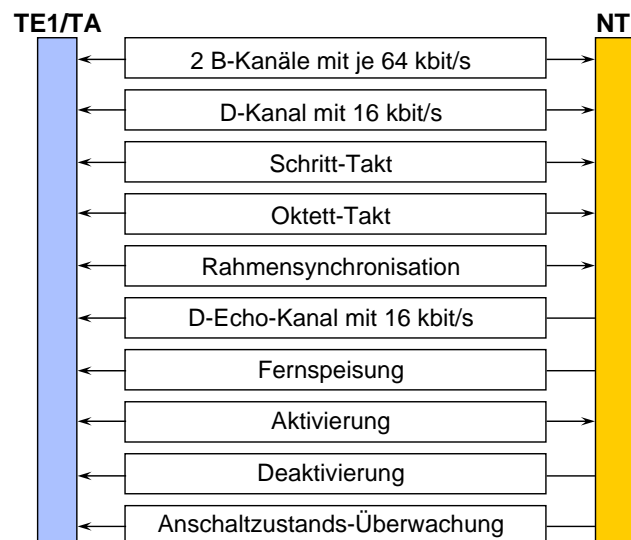 TE1/TA NT
2 B-Kanäle mit je 64 kbit/s
D-Kanal mit 16 kbit/s
Schritt-Takt
Oktett-Takt
Rahmensynchronisation
D-Echo-Kanal mit 16 kbit/s
Fernspeisung
Aktivierung
Deaktivierung
Anschaltzustands-Überwachung